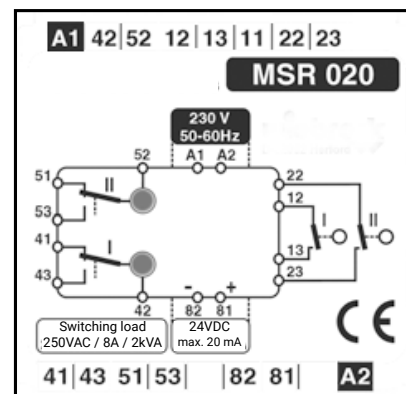 A1 42|52 12|13|11|22|23
MSR 020
230 V
50-60Hz
52 A1 A2
51 II 22
12
53 I II
41 I
13
43 23
42 - +
82 81
Switching load
250VAC / 8A / 2kVA
24VDC
max. 20 mA
CE
41|43 51|53| |82 81| A2